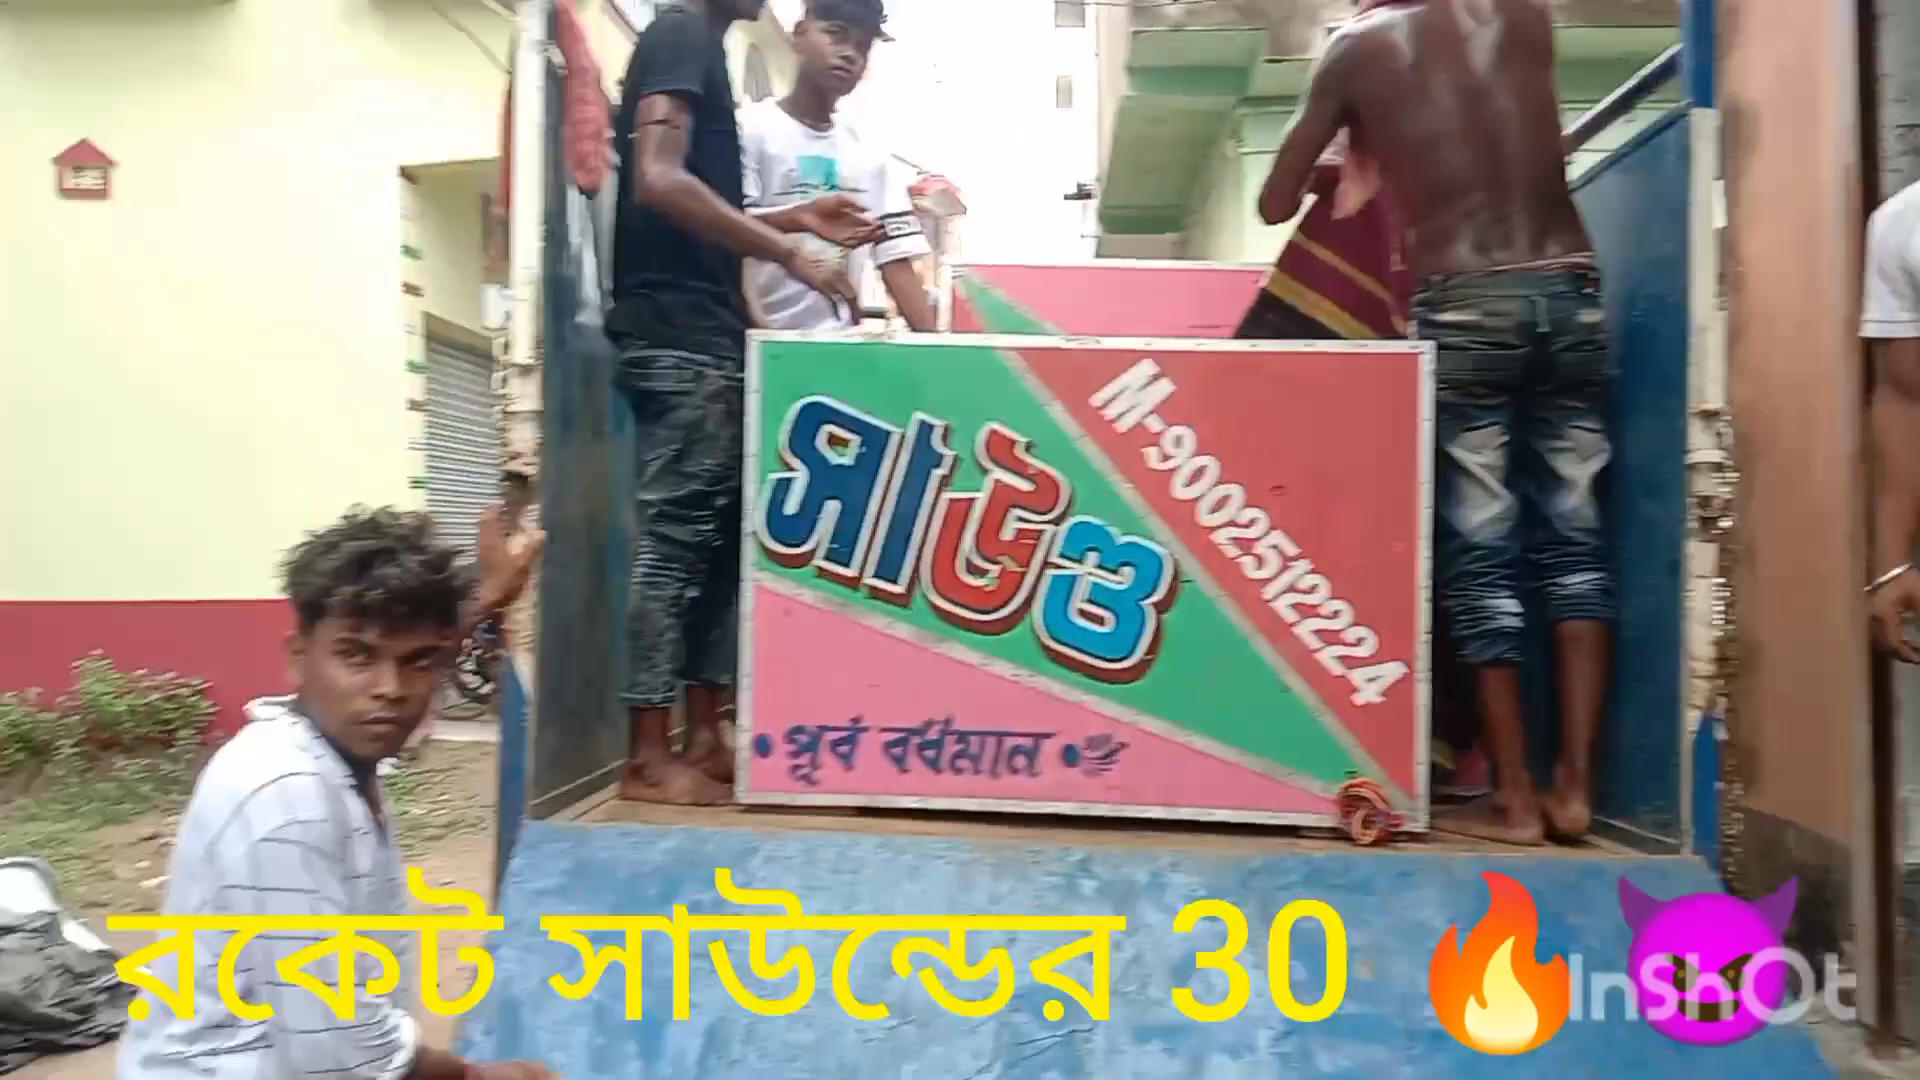 M-9002512224
সাউণ্ড
• পূর্ব বর্ধমান •
রকেট সাউন্ডের 30 🔥😈
InShOt